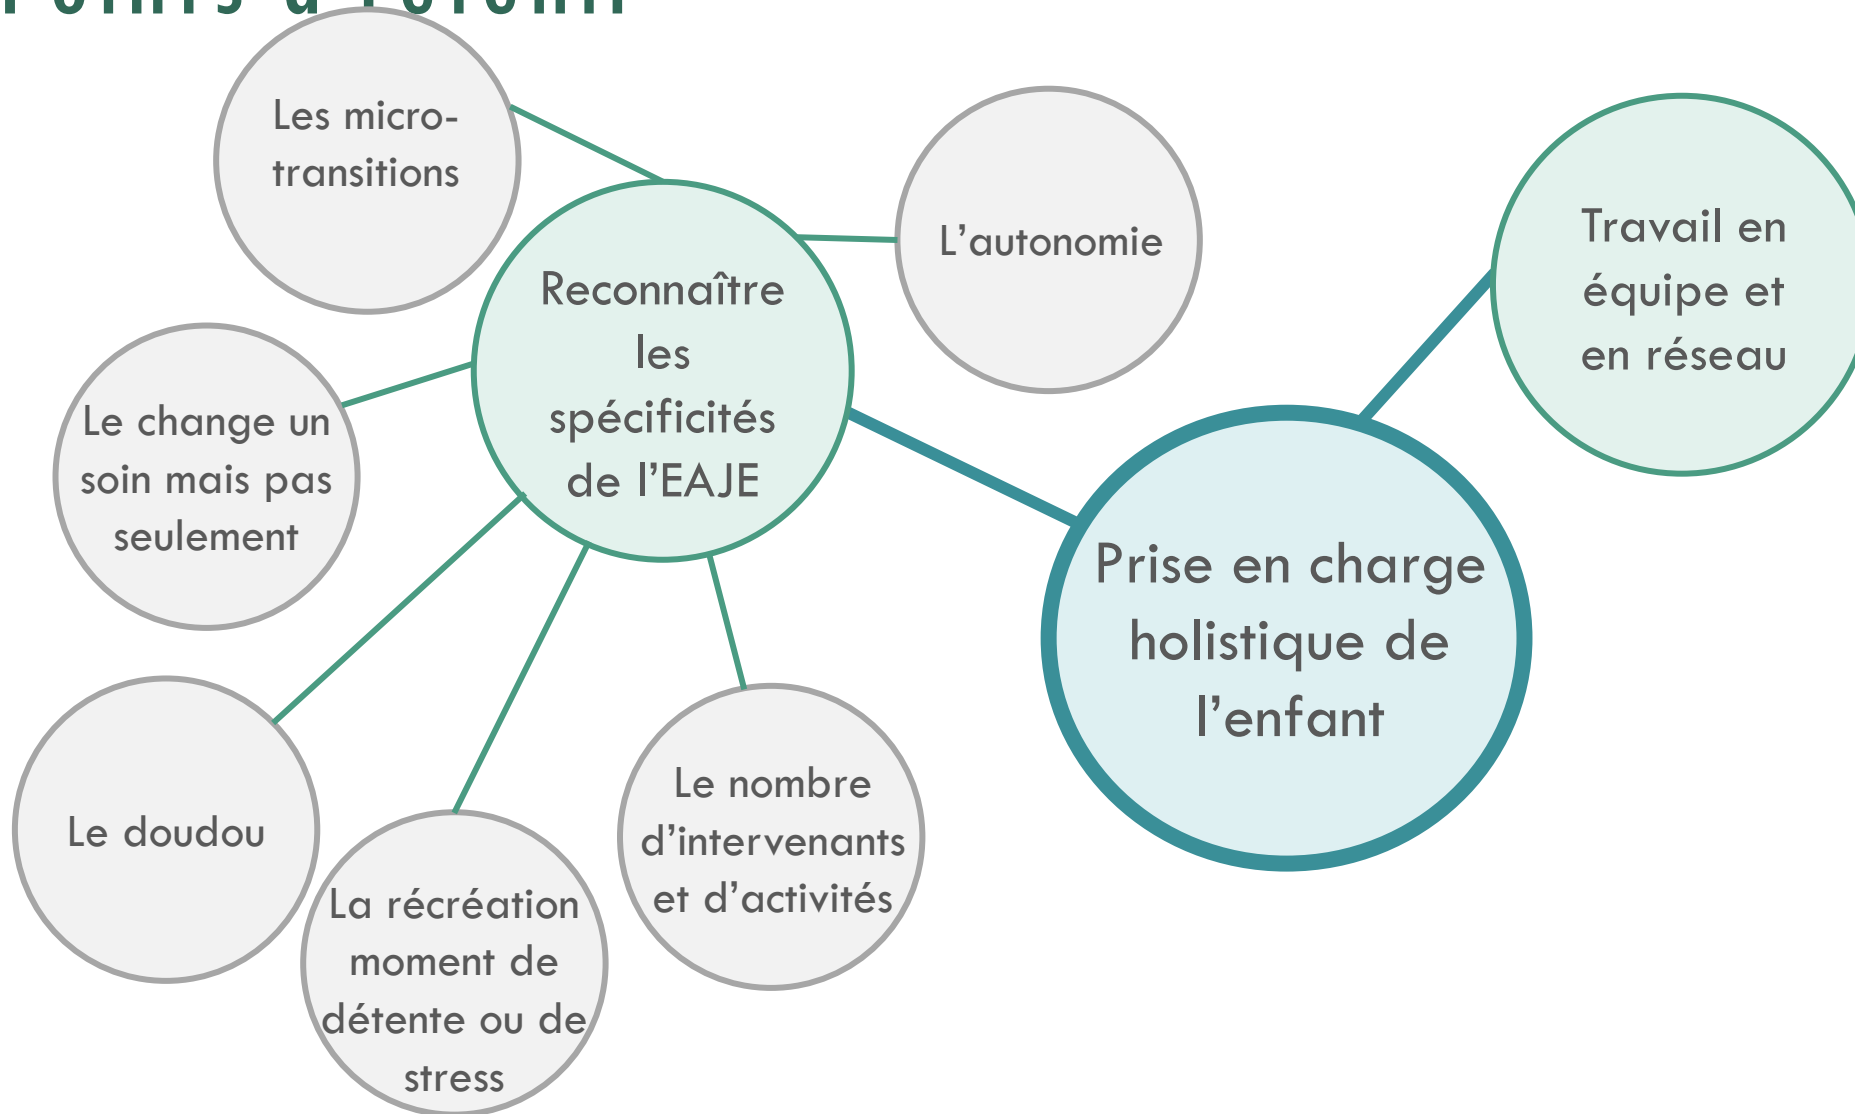 Points à retenir
Les micro-
transitions
L'autonomie
Travail en
équipe et
en réseau
Reconnaître
les
spécificités
de l'EAJE
Le change un
soin mais pas
seulement
Prise en charge
holistique de
l'enfant
Le doudou
Le nombre
d'intervenants
et d'activités
La récréation
moment de
détente ou de
stress